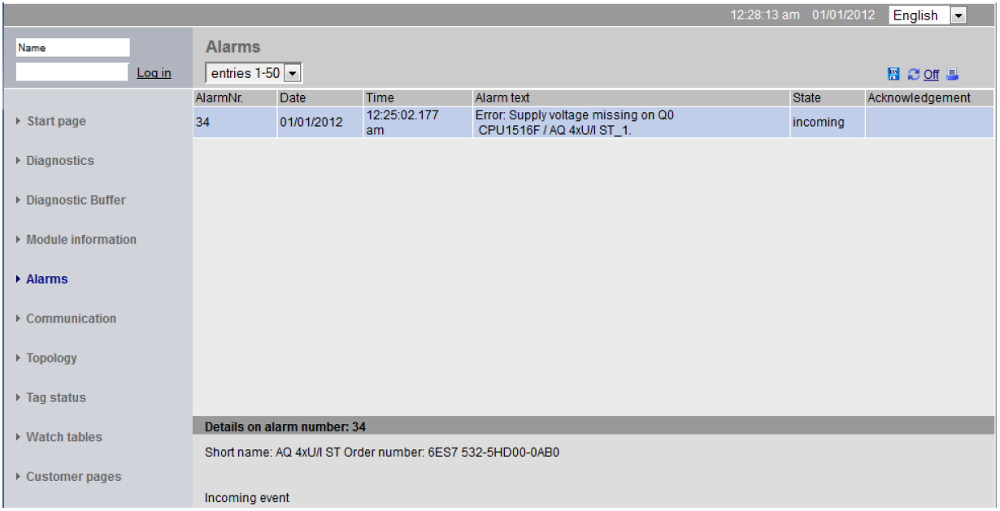 12:28:13 am 01/01/2012 English
Name
Log in
Alarms
entries 1-50
Off
AlarmNr. Date Time Alarm text State Acknowledgement
34 01/01/2012 12:25:02.177 am Error: Supply voltage missing on Q0 incoming
CPU1516F / AQ 4xU/I ST_1.
Start page
Diagnostics
Diagnostic Buffer
Module information
Alarms
Communication
Topology
Tag status
Watch tables
Customer pages
Details on alarm number: 34
Short name: AQ 4xU/I ST Order number: 6ES7 532-5HD00-0AB0
Incoming event